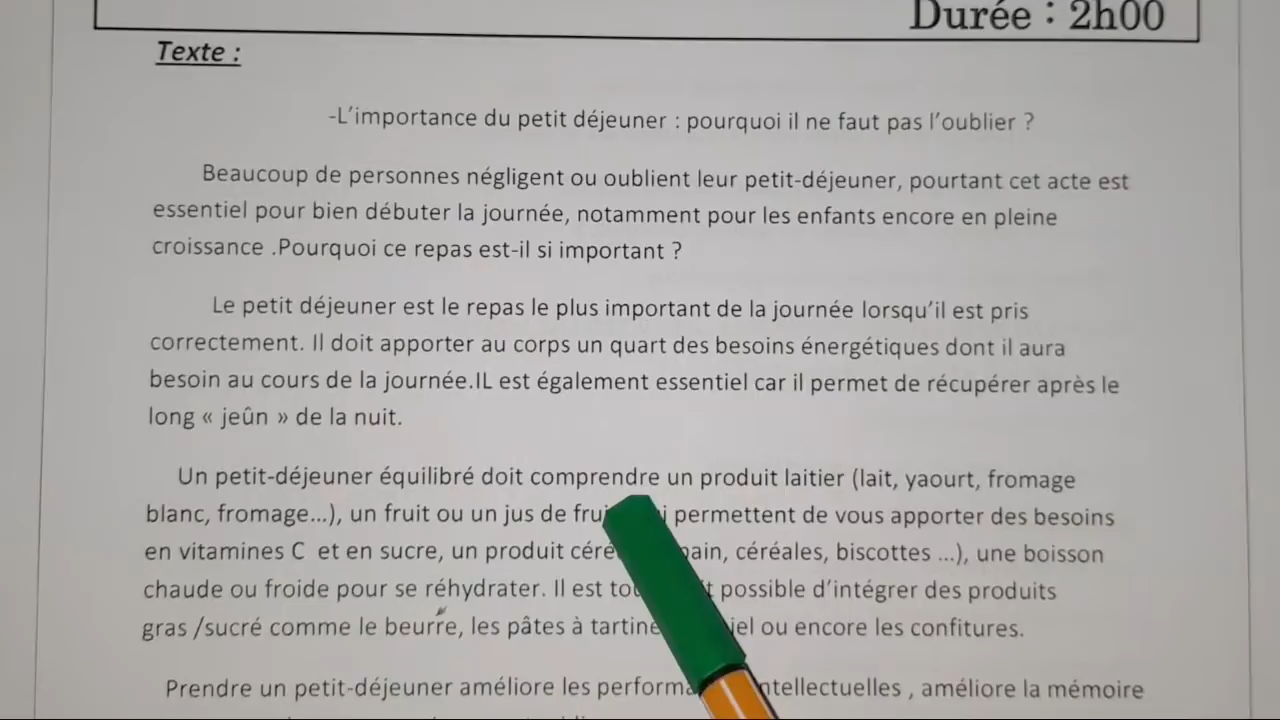 Durée : 2h00
Texte :
-L'importance du petit déjeuner : pourquoi il ne faut pas l'oublier ?
Beaucoup de personnes négligent ou oublient leur petit-déjeuner, pourtant cet acte est
essentiel pour bien débuter la journée, notamment pour les enfants encore en pleine
croissance .Pourquoi ce repas est-il si important ?
Le petit déjeuner est le repas le plus important de la journée lorsqu'il est pris
correctement. Il doit apporter au corps un quart des besoins énergétiques dont il aura
besoin au cours de la journée.IL est également essentiel car il permet de récupérer après le
long « jeûn » de la nuit.
Un petit-déjeuner équilibré doit comprendre un produit laitier (lait, yaourt, fromage
blanc, fromage...), un fruit ou un jus de permettent de vous apporter des besoins
en vitamines C et en sucre, un produit céréales, biscottes ...), une boisson
chaude ou froide pour se réhydrater. Il est possible d'intégrer des produits
gras /sucré comme le beurre, les pâtes à ou encore les confitures.
Prendre un petit-déjeuner améliore les , améliore la mémoire